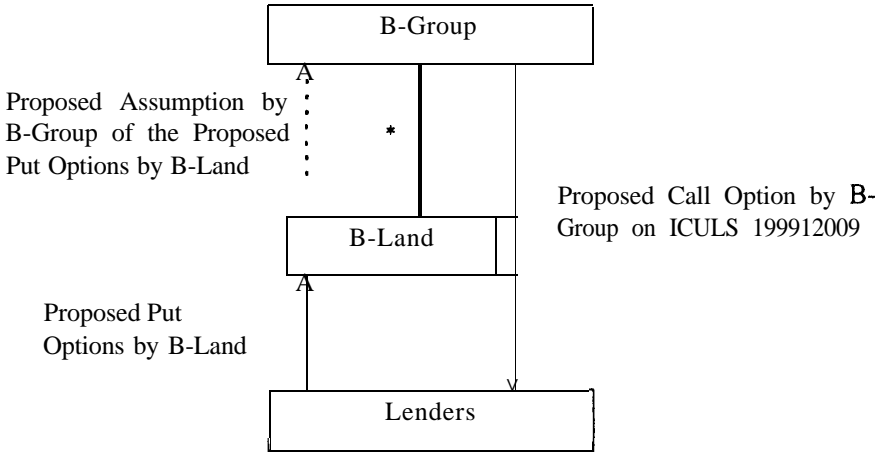 B-Group
Proposed Assumption by
B-Group of the Proposed
Put Options by B-Land
*
Proposed Call Option by B-
Group on ICULS 199912009
B-Land
Proposed Put
Options by B-Land
Lenders